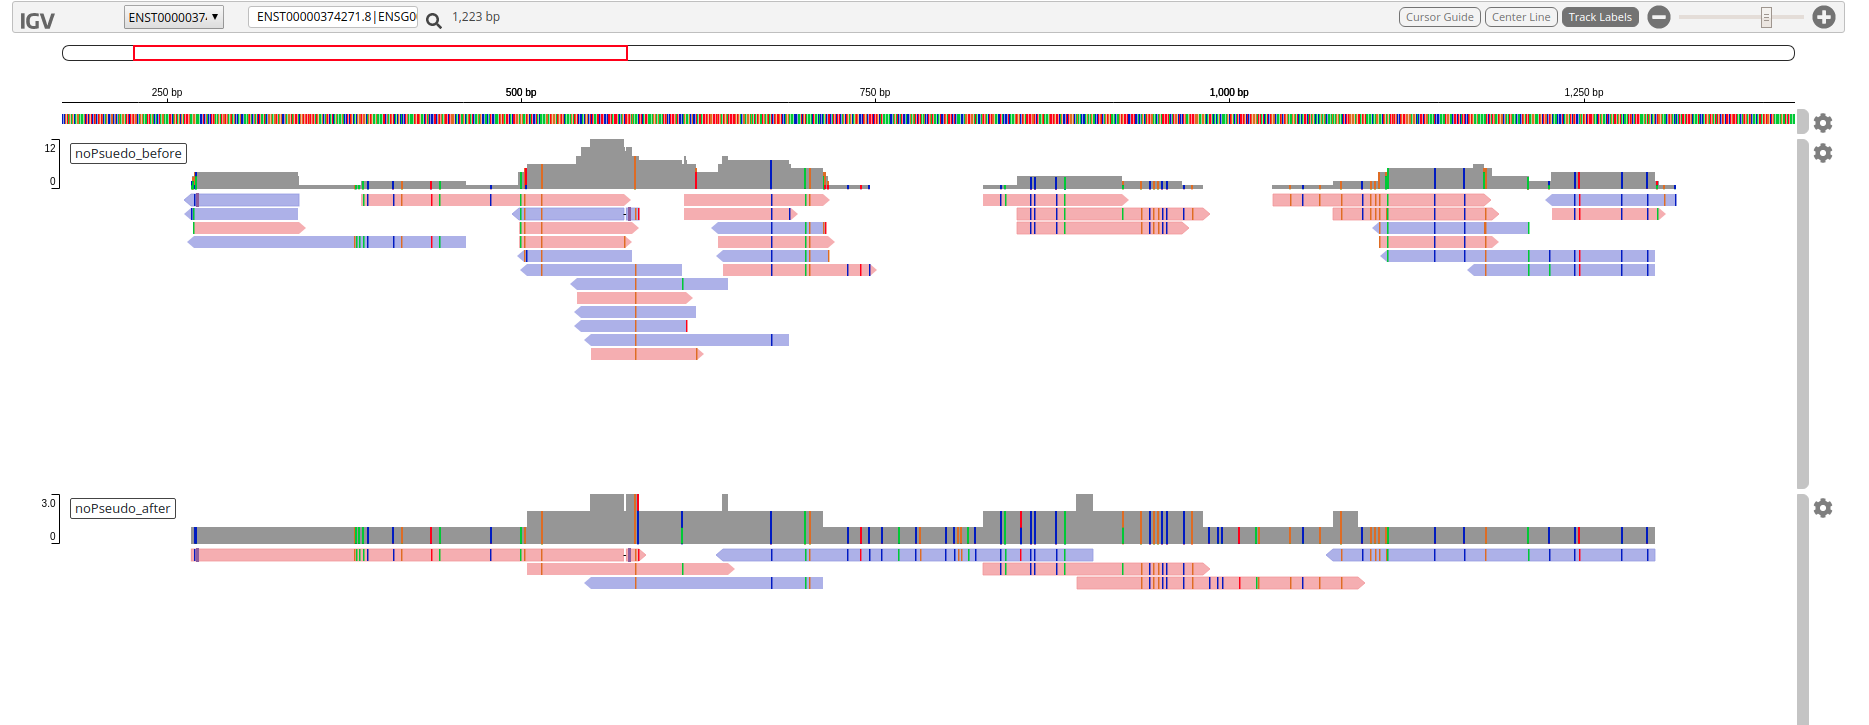 IGV
ENST0000037‹ ENST00000374271.8|ENSG0 1,223 bp Cursor Guide Center Line Track Labels
250 bp 500 bp 750 bp 1,000 bp 1,250 bp
12
noPsuedo_before
0
3.0
noPseudo_after
0